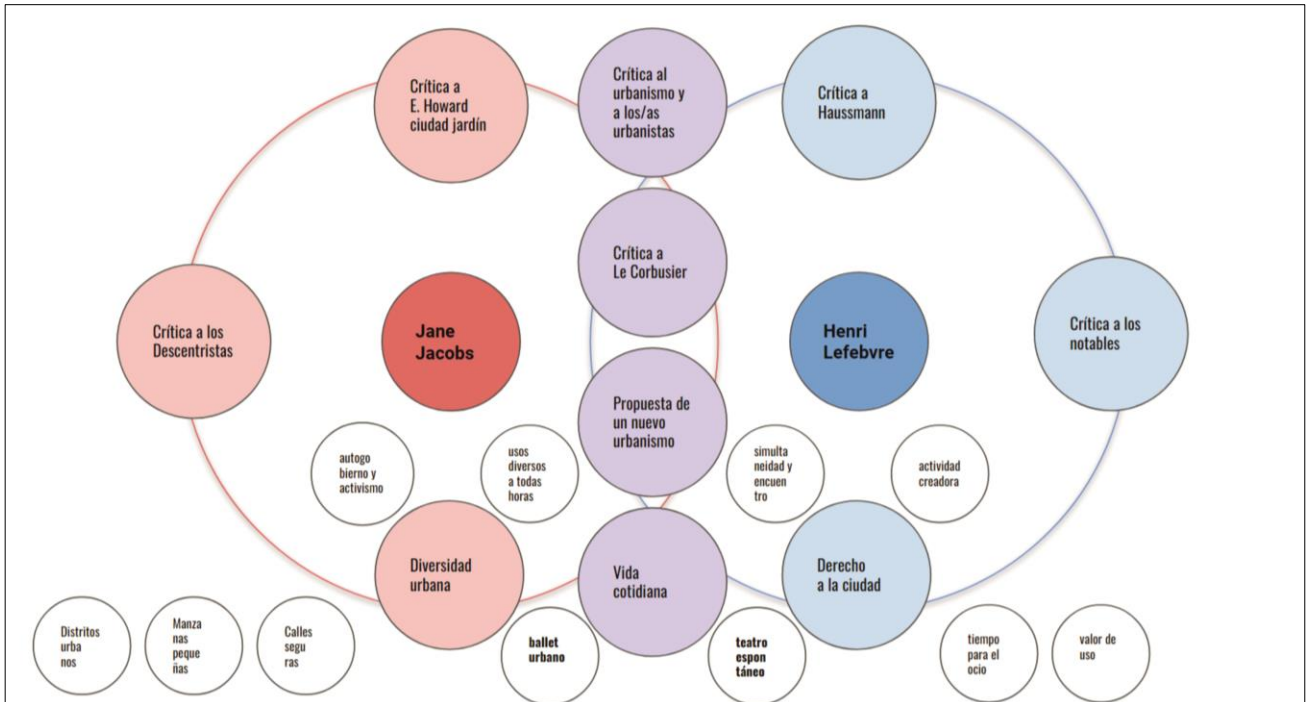 Crítica a
E. Howard
ciudad jardín
Crítica al
urbanismo y
a los/as
urbanistas
Crítica a
Haussmann
Crítica a
Le Corbusier
Crítica a los
Descentristas
Jane
Jacobs
Henri
Lefebvre
Crítica a los
notables
Propuesta de
un nuevo
urbanismo
autogo
bierno y
activismo
usos
diversos
a todas
horas
simulta
neidad y
encuen
tro
actividad
creadora
Diversidad
urbana
Vida
cotidiana
Derecho
a la ciudad
Distritos
urba
nos
Manza
nas
peque
ñas
Calles
segu
ras
ballet
urbano
teatro
espon
táneo
tiempo
para el
ocio
valor de
uso